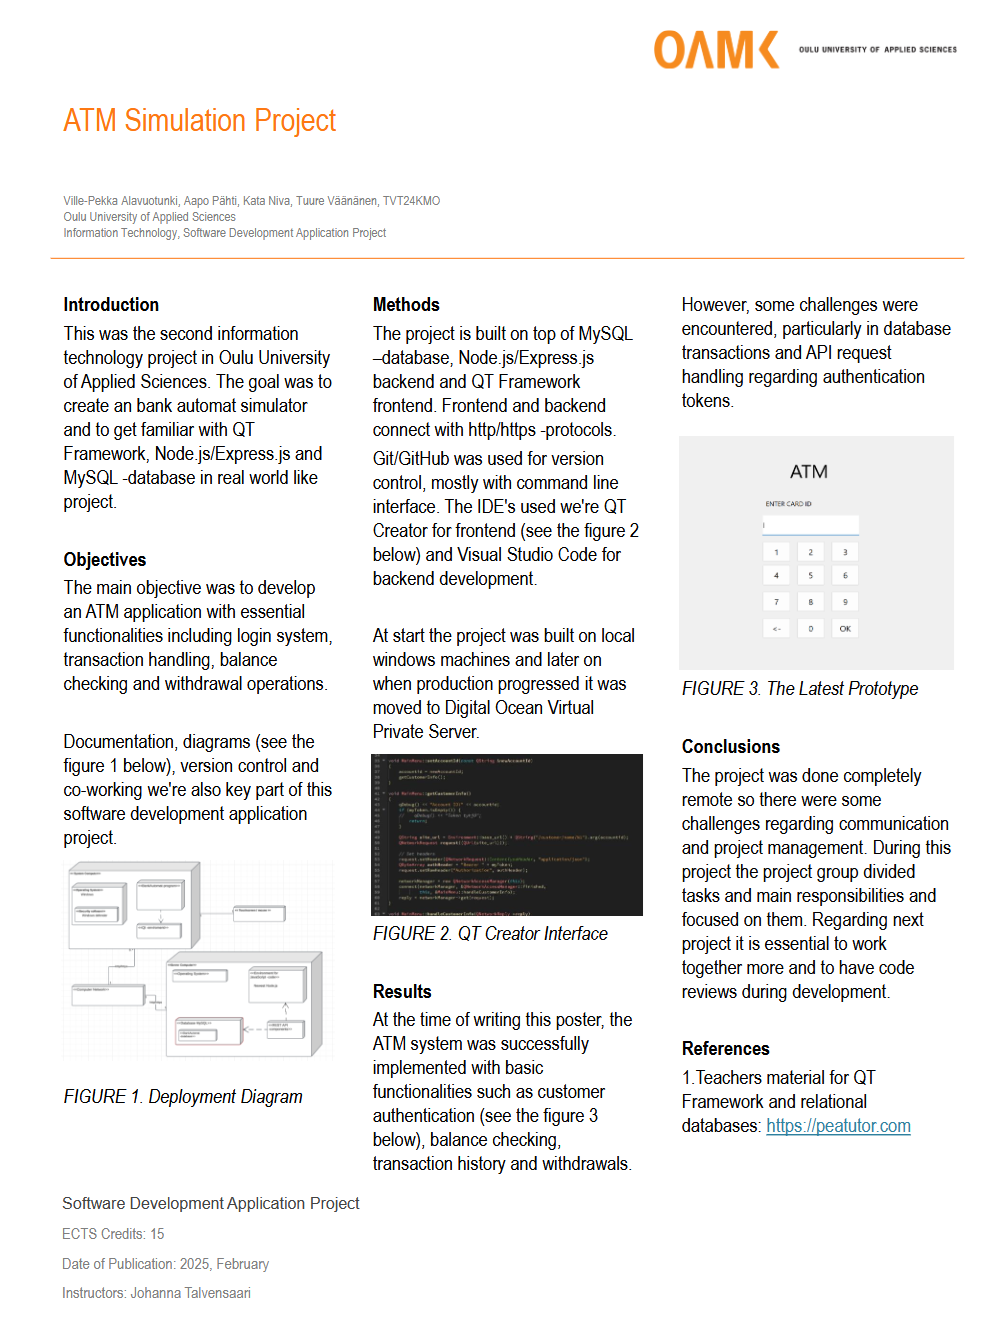 OAMK
OULU UNIVERSITY OF APPLIED SCIENCES
ATM Simulation Project
Ville-Pekka Alavuotunki, Aapo Pähti, Kata Niva, Tuure Väänänen, TVT24KMO
Oulu University of Applied Sciences
Information Technology, Software Development Application Project
Introduction
This was the second information
technology project in Oulu University
of Applied Sciences. The goal was to
create an bank automat simulator
and to get familiar with QT
Framework, Node.js/Express.js and
MySQL -database in real world like
project.
Objectives
The main objective was to develop
an ATM application with essential
functionalities including login system,
transaction handling, balance
checking and withdrawal operations.
Documentation, diagrams (see the
figure 1 below), version control and
co-working we're also key part of this
software development application
project.
FIGURE 1. Deployment Diagram
Methods
The project is built on top of MySQL
–database, Node.js/Express.js
backend and QT Framework
frontend. Frontend and backend
connect with http/https -protocols.
Git/GitHub was used for version
control, mostly with command line
interface. The IDE's used we're QT
Creator for frontend (see the figure 2
below) and Visual Studio Code for
backend development.
At start the project was built on local
windows machines and later on
when production progressed it was
moved to Digital Ocean Virtual
Private Server.
FIGURE 2. QT Creator Interface
Results
At the time of writing this poster, the
ATM system was successfully
implemented with basic
functionalities such as customer
authentication (see the figure 3
below), balance checking,
transaction history and withdrawals.
However, some challenges were
encountered, particularly in database
transactions and API request
handling regarding authentication
tokens.
ATM
ENTER CARD ID
1 2 3
4 5 6
7 8 9
<- 0 OK
FIGURE 3. The Latest Prototype
Conclusions
The project was done completely
remote so there were some
challenges regarding communication
and project management. During this
project the project group divided
tasks and main responsibilities and
focused on them. Regarding next
project it is essential to work
together more and to have code
reviews during development.
References
1.Teachers material for QT
Framework and relational
databases: https://peatutor.com
Software Development Application Project
ECTS Credits: 15
Date of Publication: 2025, February
Instructors: Johanna Talvensaari